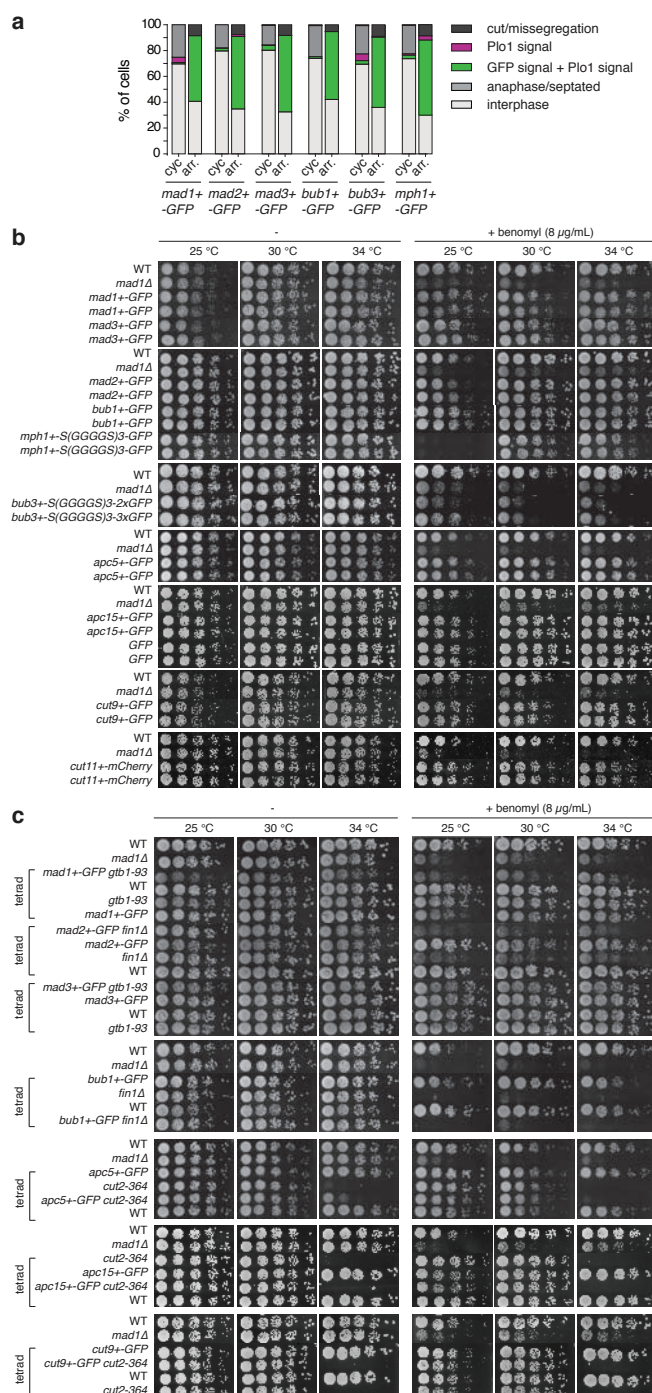 a
100
80
60
40
20
0
% of cells
cyc arr. cyc arr. cyc arr. cyc arr. cyc arr. cyc arr.
mad1+ mad2+ mad3+ bub1+ bub3+ mph1+
-GFP -GFP -GFP -GFP -GFP -GFP
cut/missegregation
Plo1 signal
GFP signal + Plo1 signal
anaphase/septated
interphase
b
- + benomyl (8 µg/mL)
25 °C 30 °C 34 °C 25 °C 30 °C 34 °C
WT
mad1Δ
mad1+-GFP
mad1+-GFP
mad3+-GFP
mad3+-GFP
WT
mad1Δ
mad2+-GFP
mad2+-GFP
bub1+-GFP
bub1+-GFP
mph1+-S(GGGGS)3-GFP
mph1+-S(GGGGS)3-GFP
WT
mad1Δ
bub3+-S(GGGGS)3-2xGFP
bub3+-S(GGGGS)3-3xGFP
WT
mad1Δ
apc5+-GFP
apc5+-GFP
WT
mad1Δ
apc15+-GFP
apc15+-GFP
GFP
GFP
WT
mad1Δ
cut9+-GFP
cut9+-GFP
WT
mad1Δ
cut11+-mCherry
cut11+-mCherry
c
- + benomyl (8 µg/mL)
25 °C 30 °C 34 °C 25 °C 30 °C 34 °C
WT
mad1Δ
tetrad
mad1+-GFP gtb1-93
WT
gtb1-93
mad1+-GFP
tetrad
mad2+-GFP fin1Δ
mad2+-GFP
fin1Δ
WT
tetrad
mad3+-GFP gtb1-93
mad3+-GFP
WT
gtb1-93
WT
mad1Δ
tetrad
bub1+-GFP
fin1Δ
WT
bub1+-GFP fin1Δ
WT
mad1Δ
tetrad
apc5+-GFP
cut2-364
apc5+-GFP cut2-364
WT
WT
mad1Δ
tetrad
cut2-364
apc15+-GFP
apc15+-GFP cut2-364
WT
WT
mad1Δ
tetrad
cut9+-GFP
cut9+-GFP cut2-364
WT
cut2-364